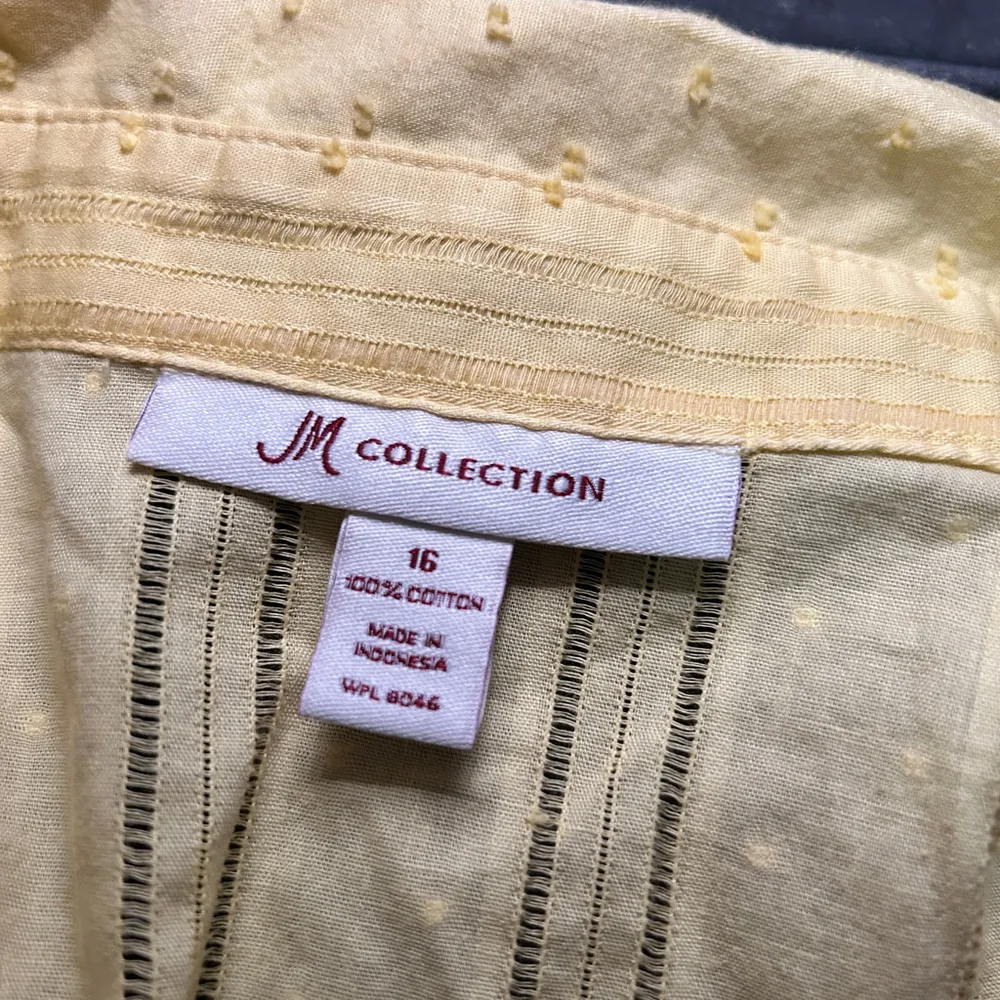 JM COLLECTION
16
100% COTTON
MADE IN
INDONESIA
WPL 8046